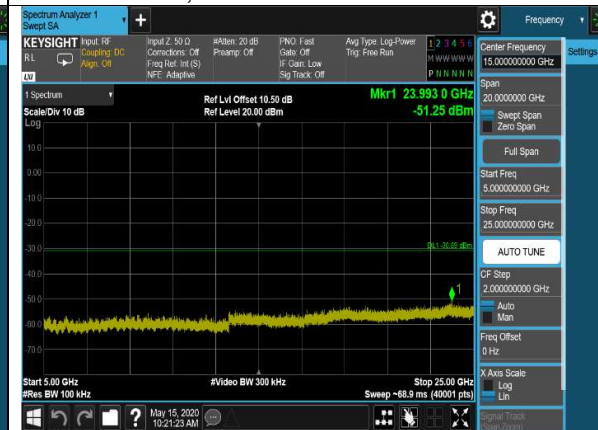 Spectrum Analyzer 1
Swept SA
Frequency
KEYSIGHT
RL
Input: RF
Coupling: DC
Align: Off
Input Z: 50 Ω
Corrections: Off
Freq Ref: Int (S)
NFE: Adaptive
#Atten: 20 dB
Preamp: Off
PNO: Fast
Gate: Off
IF Gain: Low
Sig Track: Off
Avg Type: Log-Power
Trig: Free Run
1 2 3 4 5 6
M W W W W W
P N N N N N
LXI
1 Spectrum
Scale/Div 10 dB
Log
Ref Lvl Offset 10.50 dB
Ref Level 20.00 dBm
Mkr1 23.993 0 GHz
-51.25 dBm
10.0
0.00
-10.0
-20.0
-30.0
-40.0
-50.0
-60.0
-70.0
1
Start 5.00 GHz
#Res BW 100 kHz
#Video BW 300 kHz
Stop 25.00 GHz
Sweep ~68.9 ms (40001 pts)
May 15, 2020
10:21:23 AM
Center Frequency
15.000000000 GHz
Settings
Span
20.0000000 GHz
Swept Span
Zero Span
Full Span
Start Freq
5.000000000 GHz
Stop Freq
25.000000000 GHz
AUTO TUNE
CF Step
2.000000000 GHz
Auto
Man
Freq Offset
0 Hz
X Axis Scale
Log
Lin
Signal Track
(Span Zoom)